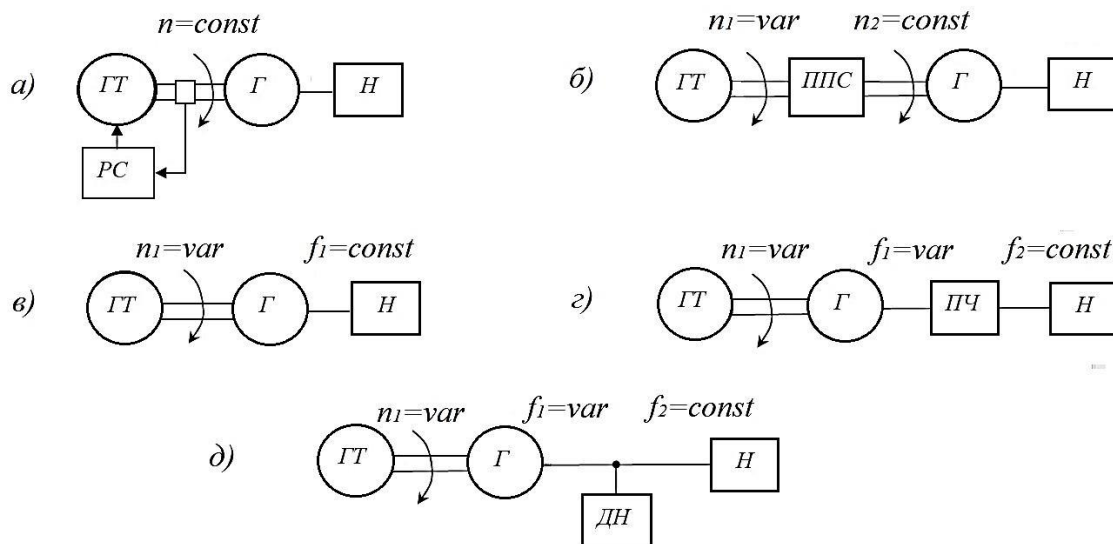 а)
n=const
ГТ
Г
Н
РС
б)
n₁=var
n₂=const
ГТ
ППС
Г
Н
в)
n₁=var
f₁=const
ГТ
Г
Н
г)
n₁=var
f₁=var
f₂=const
ГТ
Г
ПЧ
Н
д)
n₁=var
f₁=var
f₂=const
ГТ
Г
Н
ДН